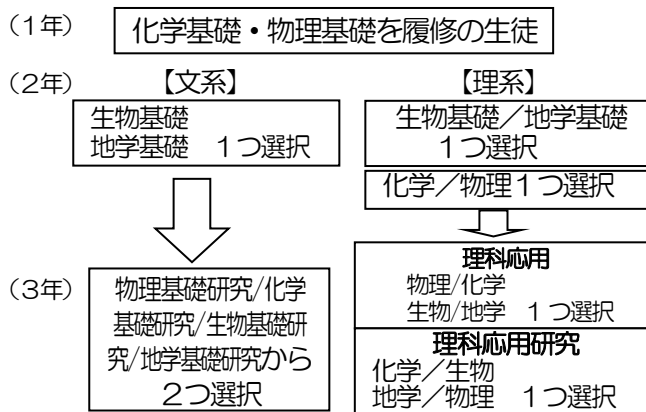 （1年）
化学基礎・物理基礎を履修の生徒
（2年）
【文系】
【理系】
生物基礎
地学基礎　１つ選択
生物基礎／地学基礎
１つ選択
化学／物理１つ選択
（3年）
物理基礎研究/化学
基礎研究/生物基礎研
究/地学基礎研究から
２つ選択
理科応用
物理/化学
生物/地学　１つ選択
理科応用研究
化学／生物
地学／物理　１つ選択